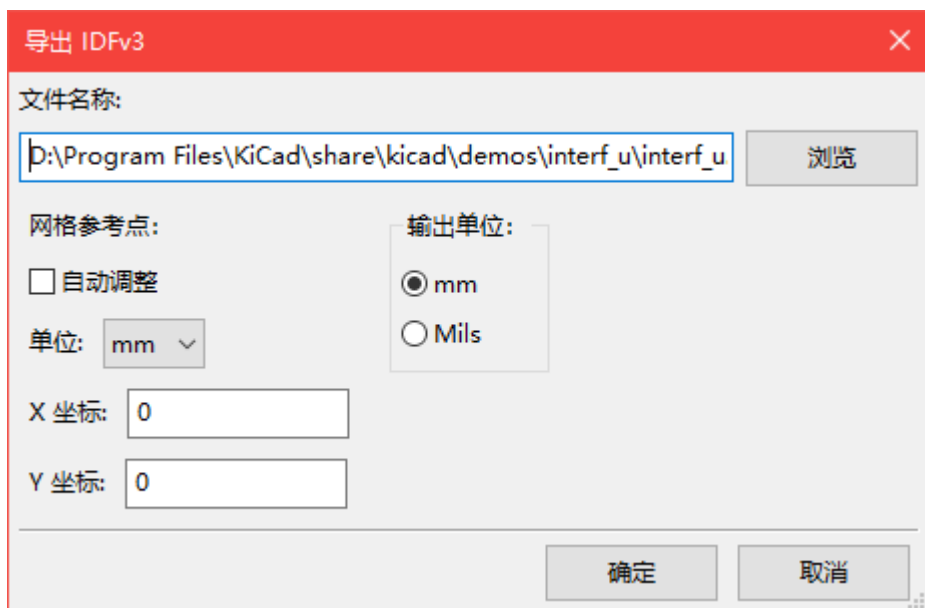 导出 IDFv3
文件名称:
D:\Program Files\KiCad\share\kicad\demos\interf_u\interf_u
浏览
网格参考点:
输出单位:
自动调整
mm
单位: mm
Mils
X 坐标: 0
Y 坐标: 0
确定
取消